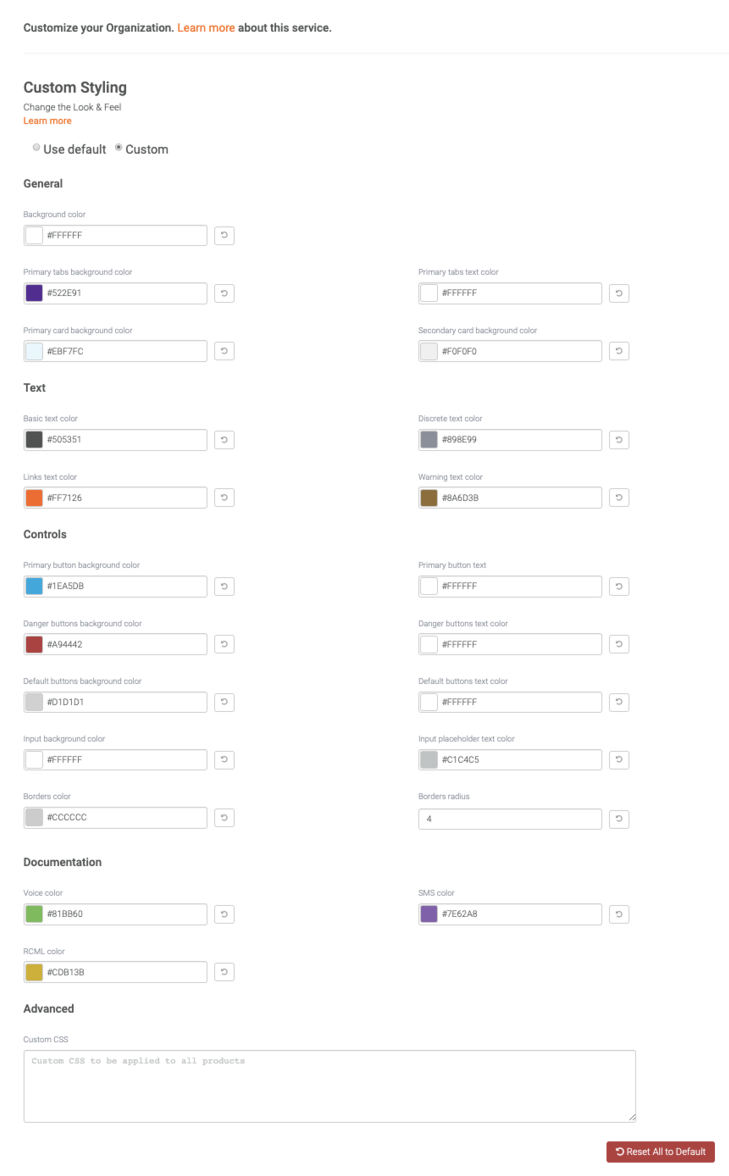 Customize your Organization. Learn more about this service.
Custom Styling
Change the Look & Feel
Learn more
Use default Custom
General
Background color
#FFFFFF
Primary tabs background color Primary tabs text color
#522E91 #FFFFFF
Primary card background color Secondary card background color
#EBF7FC #F0F0F0
Text
Basic text color Discrete text color
#505351 #898E99
Links text color Warning text color
#FF7126 #8A6D3B
Controls
Primary button background color Primary button text
#1EA5DB #FFFFFF
Danger buttons background color Danger buttons text color
#A94442 #FFFFFF
Default buttons background color Default buttons text color
#D1D1D1 #FFFFFF
Input background color Input placeholder text color
#FFFFFF #C1C4C5
Borders color Borders radius
#CCCCCC 4
Documentation
Voice color SMS color
#81BB60 #7E62A8
RCML color
#CDB13B
Advanced
Custom CSS
Custom CSS to be applied to all products
Reset All to Default